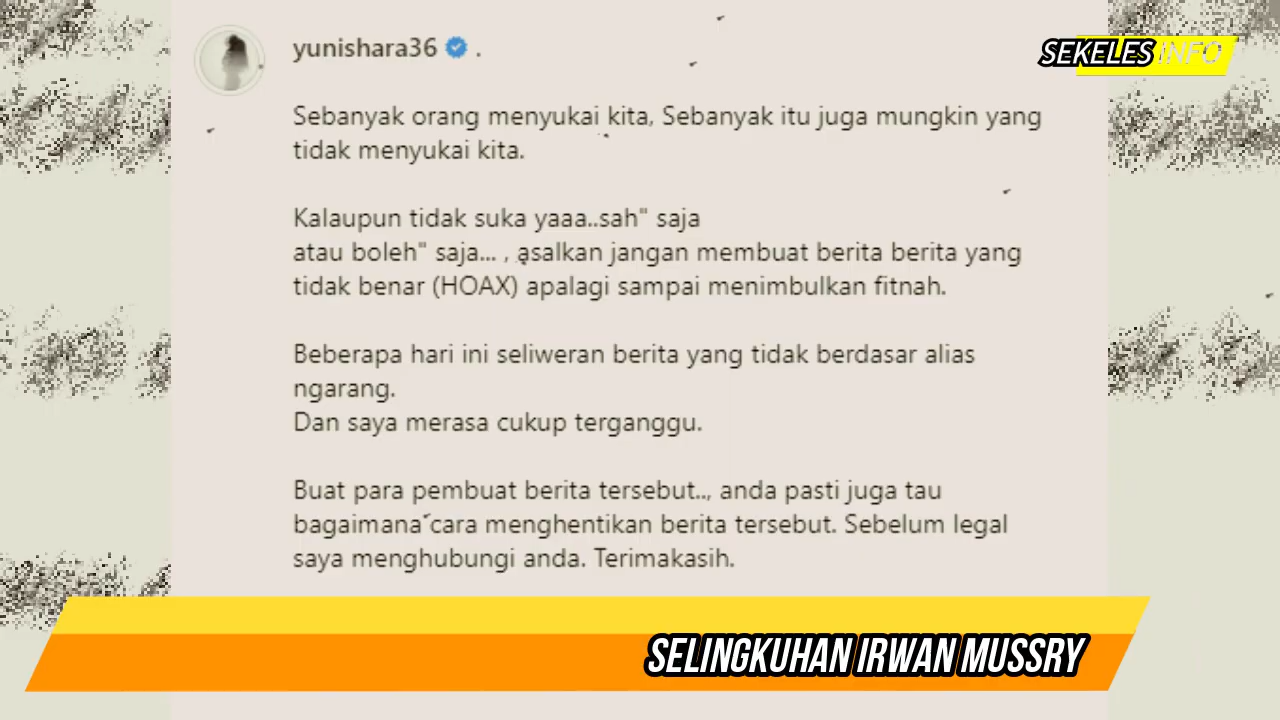 yunishara36 .
SEKELES INFO
Sebanyak orang menyukai kita, Sebanyak itu juga mungkin yang
tidak menyukai kita.
Kalaupun tidak suka yaaa..sah" saja
atau boleh" saja... , asalkan jangan membuat berita berita yang
tidak benar (HOAX) apalagi sampai menimbulkan fitnah.
Beberapa hari ini seliweran berita yang tidak berdasar alias
ngarang.
Dan saya merasa cukup terganggu.
Buat para pembuat berita tersebut.., anda pasti juga tau
bagaimana cara menghentikan berita tersebut. Sebelum legal
saya menghubungi anda. Terimakasih.
SELINGKUHAN IRWAN MUSSRY